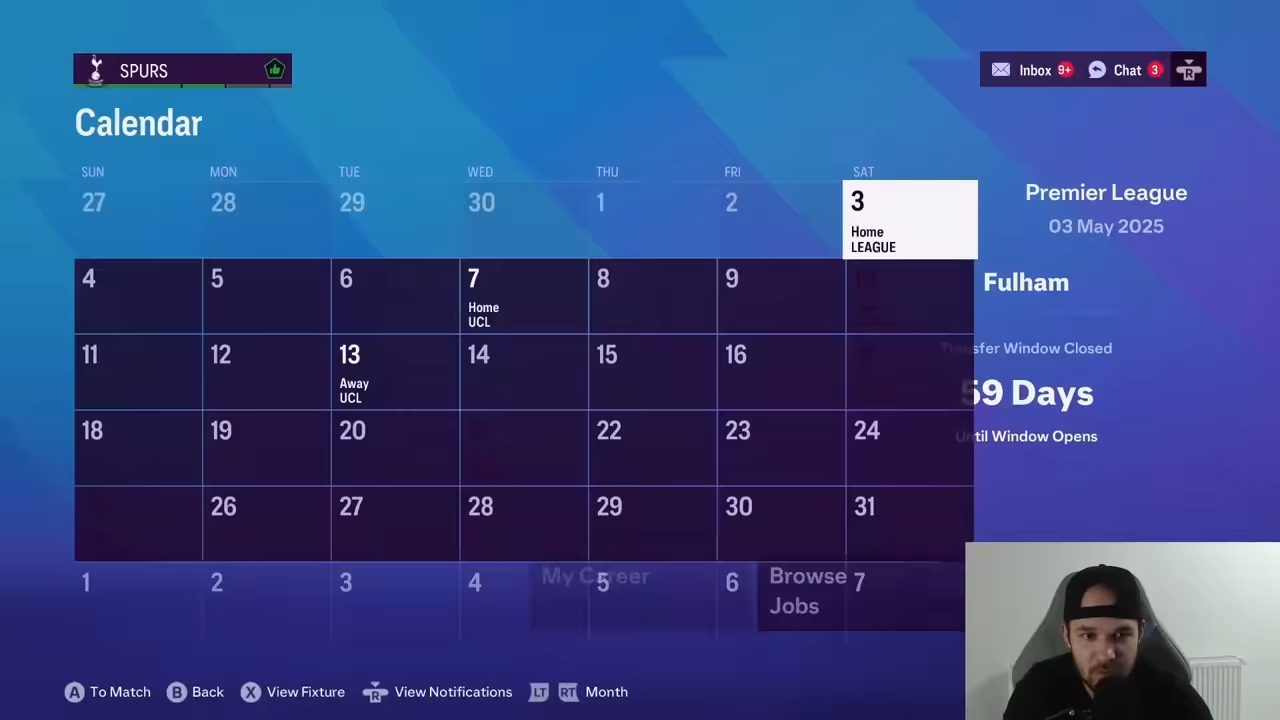 SPURS
Inbox 9+ Chat 3 R
Calendar
SUN MON TUE WED THU FRI SAT
27 28 29 30 1 2 3
Home
LEAGUE
Premier League
03 May 2025
Fulham
4 5 6 7 8 9
Home
UCL
11 12 13 14 15 16
Away
UCL
Transfer Window Closed
59 Days
Until Window Opens
18 19 20 22 23 24
26 27 28 29 30 31
1 2 3 4 5 6 7
My Career
Browse
Jobs
A To Match B Back X View Fixture R View Notifications LT RT Month